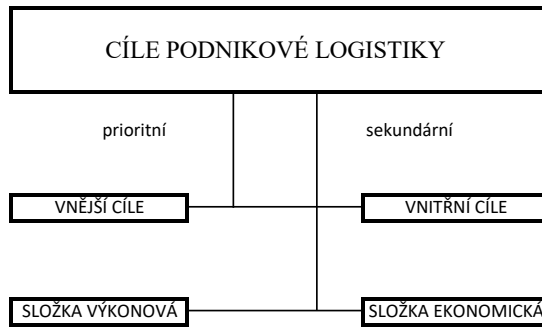 CÍLE PODNIKOVÉ LOGISTIKY
prioritní
sekundární
VNĚJŠÍ CÍLE
VNITŘNÍ CÍLE
SLOŽKA VÝKONOVÁ
SLOŽKA EKONOMICKÁ